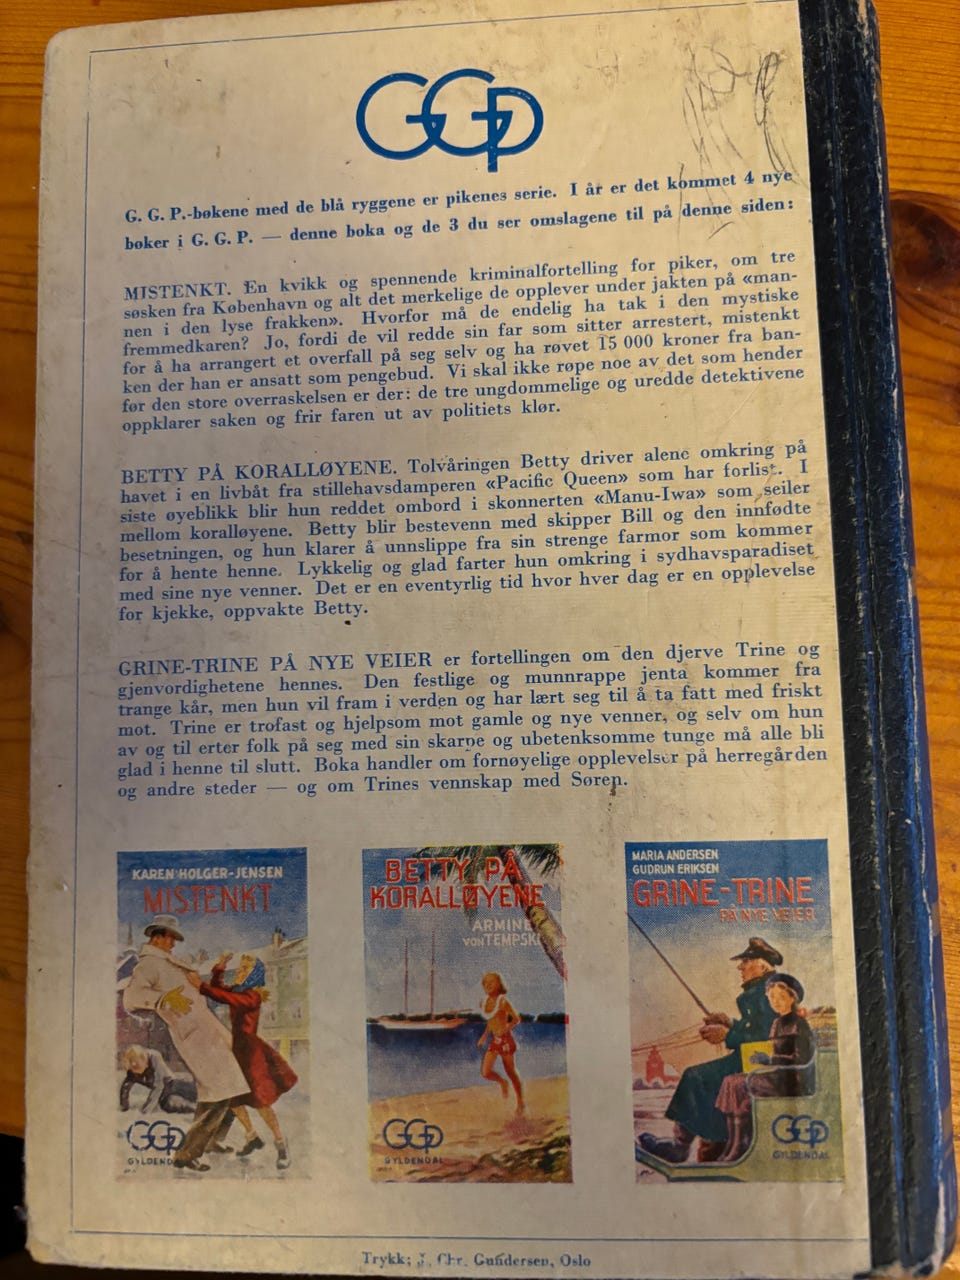 GGP
G. G. P.-bøkene med de blå ryggene er pikenes serie. I år er det kommet 4 nye
bøker i G. G. P. — denne boka og de 3 du ser omslagene til på denne siden:
MISTENKT. En kvikk og spennende kriminalfortelling for piker, om tre
søsken fra København og alt det merkelige de opplever under jakten på «man-
nen i den lyse frakken». Hvorfor må de endelig ha tak i den mystiske
fremmedkaren? Jo, fordi de vil redde sin far som sitter arrestert, mistenkt
for å ha arrangert et overfall på seg selv og ha røvet 15 000 kroner fra ban-
ken der han er ansatt som pengebud. Vi skal ikke røpe noe av det som hender
før den store overraskelsen er der: de tre ungdommelige og uredde detektivene
oppklarer saken og frir faren ut av politiets klør.
BETTY PÅ KORALLØYENE. Tolvåringen Betty driver alene omkring på
havet i en livbåt fra stillehavsdamperen «Pacific Queen» som har forlist. I
siste øyeblikk blir hun reddet ombord i skonnerten «Manu-Iwa» som seiler
mellom koralløyene. Betty blir bestevenn med skipper Bill og den innfødte
besetningen, og hun klarer å unnslippe fra sin strenge farmor som kommer
for å hente henne. Lykkelig og glad farter hun omkring i sydhavsparadiset
med sine nye venner. Det er en eventyrlig tid hvor hver dag er en opplevelse
for kjekke, oppvakte Betty.
GRINE-TRINE PÅ NYE VEIER er fortellingen om den djerve Trine og
gjenvordighetene hennes. Den festlige og munnrappe jenta kommer fra
trange kår, men hun vil fram i verden og har lært seg til å ta fatt med friskt
mot. Trine er trofast og hjelpsom mot gamle og nye venner, og selv om hun
av og til erter folk på seg med sin skarpe og ubetenksomme tunge må alle bli
glad i henne til slutt. Boka handler om fornøyelige opplevelser på herregården
og andre steder — og om Trines vennskap med Søren.
KAREN HOLGER-JENSEN
MISTENKT
GGP
GYLDENDAL
BETTY PÅ
KORALLØYENE
ARMINE
VON TEMPSKI
GGP
GYLDENDAL
MARIA ANDERSEN
GUDRUN ERIKSEN
GRINE-TRINE
PÅ NYE VEIER
GGP
GYLDENDAL
Trykk: J. Chr. Gundersen, Oslo